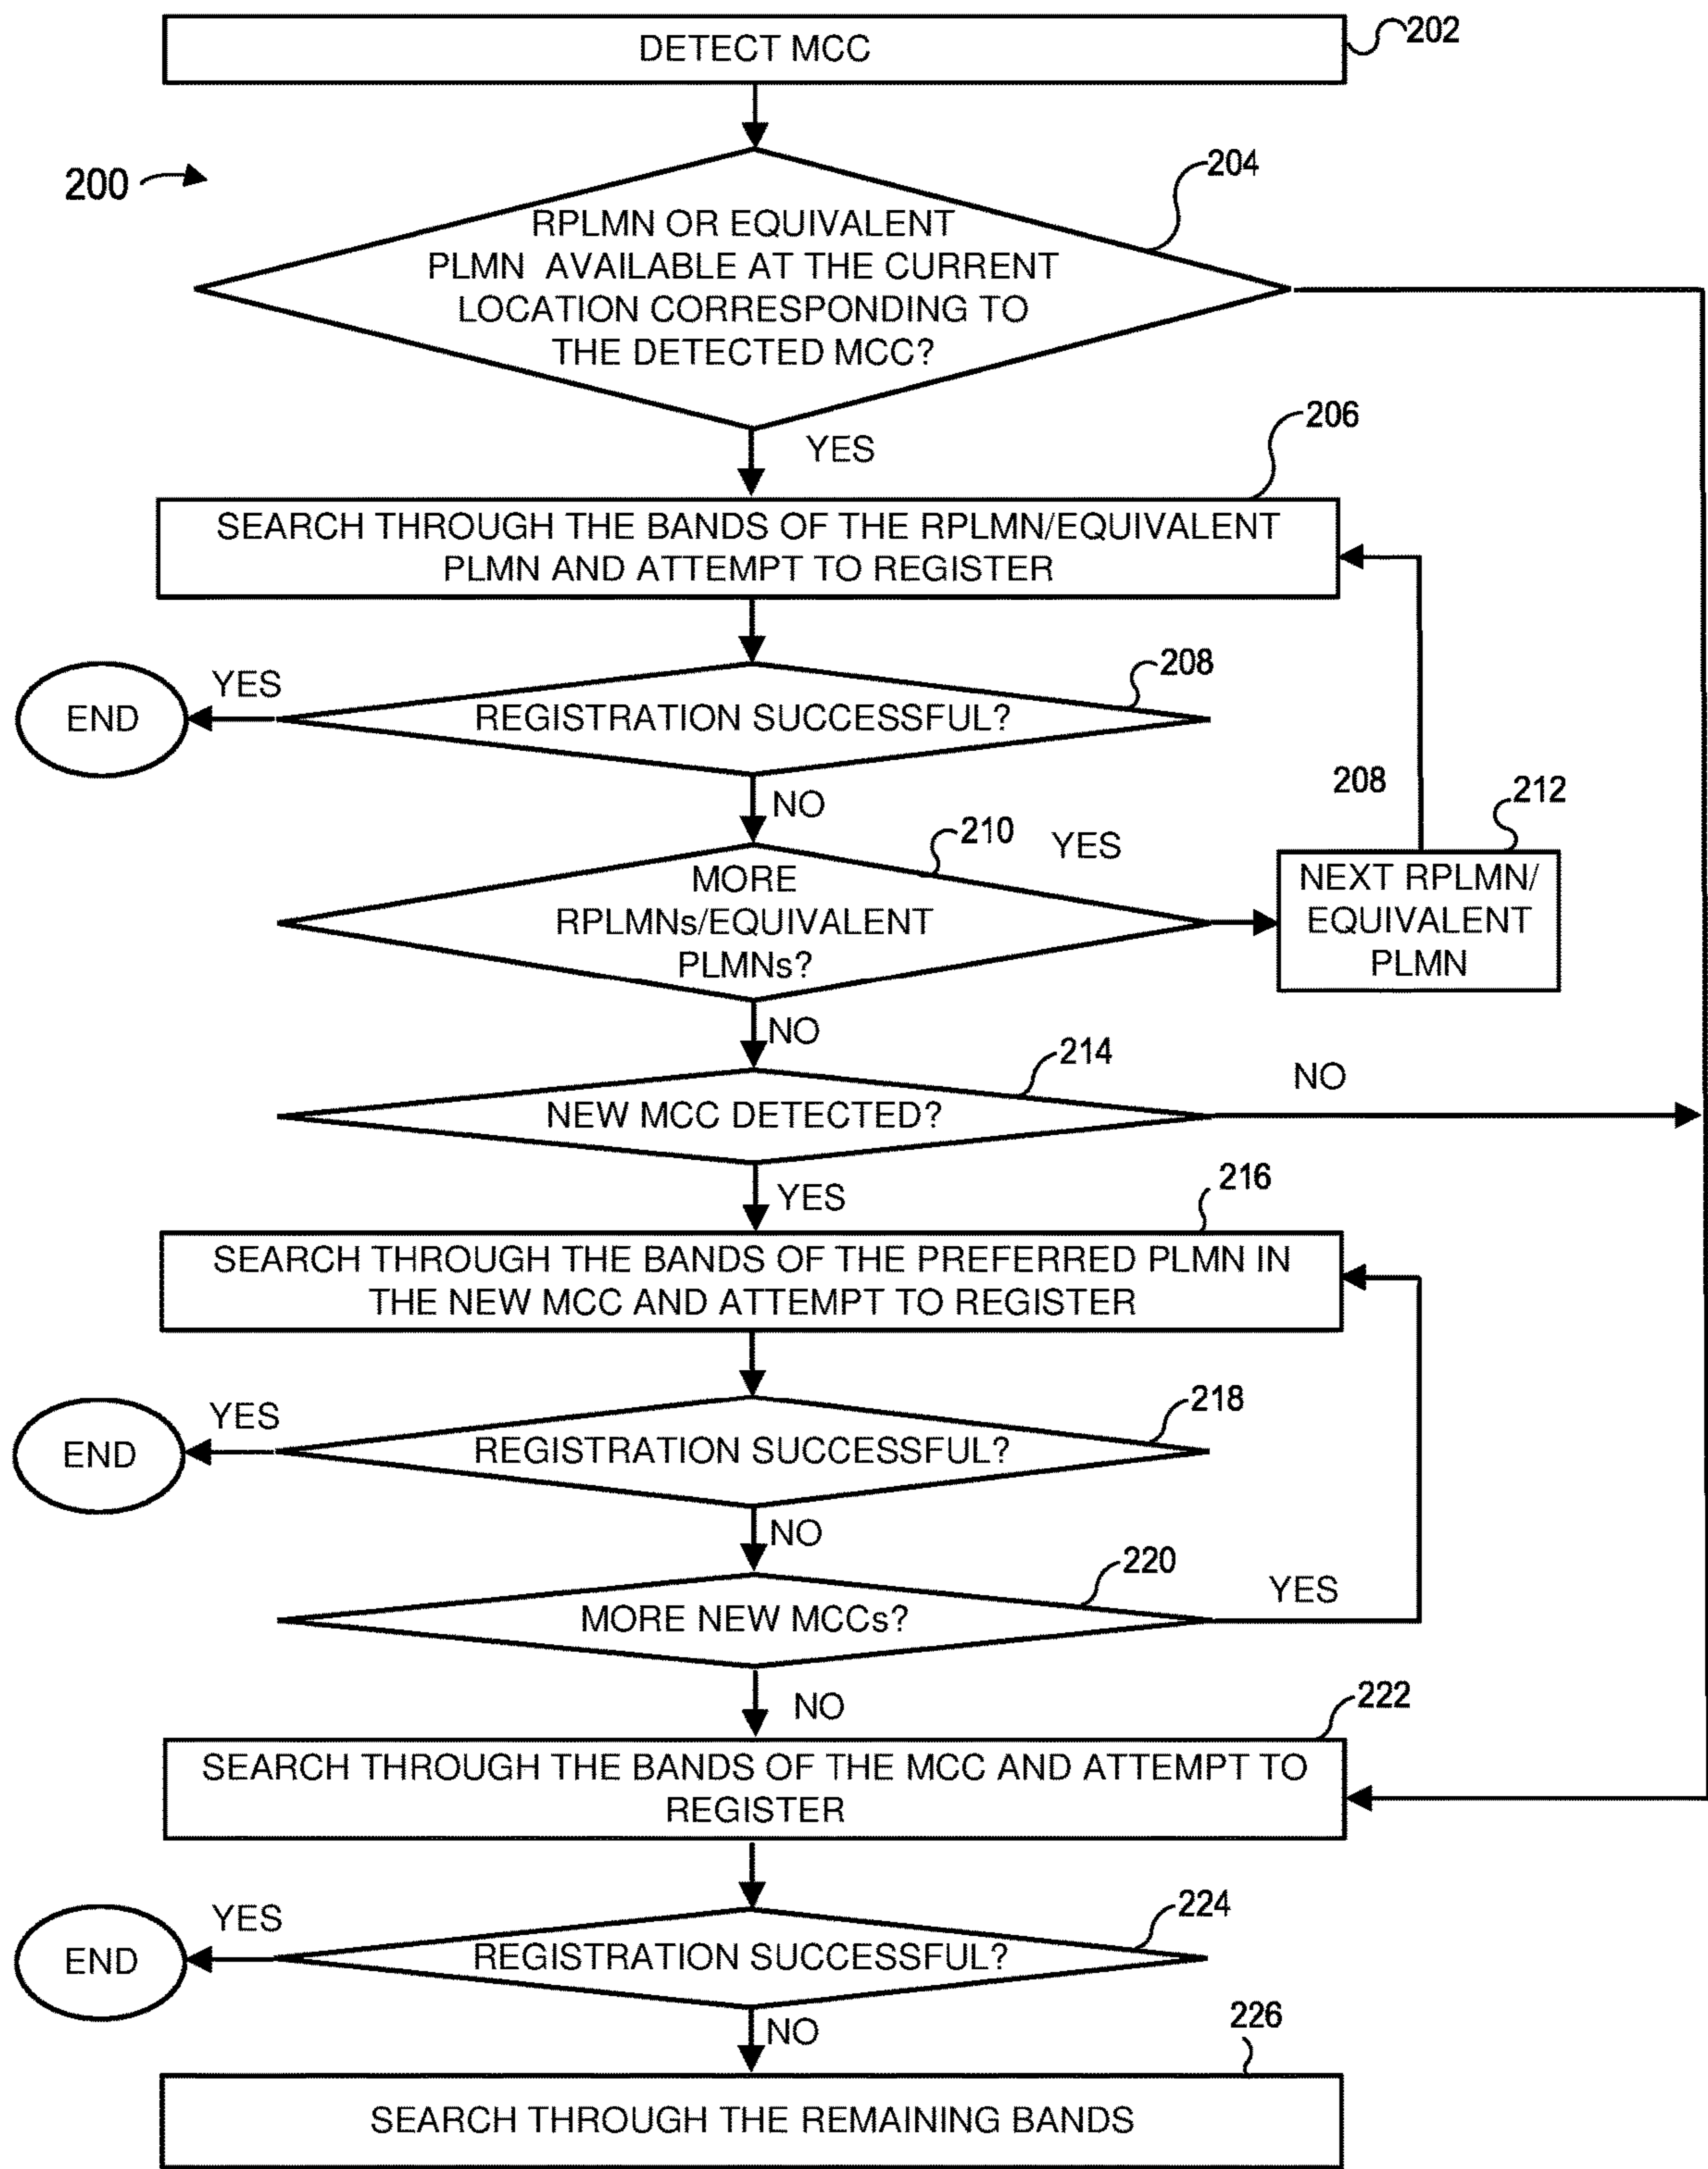 DETECT MCC
202
200
204
RPLMN OR EQUIVALENT
PLMN AVAILABLE AT THE CURRENT
LOCATION CORRESPONDING TO
THE DETECTED MCC?
YES
206
SEARCH THROUGH THE BANDS OF THE RPLMN/EQUIVALENT
PLMN AND ATTEMPT TO REGISTER
208
REGISTRATION SUCCESSFUL?
YES
END
NO
208
210
MORE
RPLMNs/EQUIVALENT
PLMNs?
YES
212
NEXT RPLMN/
EQUIVALENT
PLMN
NO
214
NEW MCC DETECTED?
NO
YES
216
SEARCH THROUGH THE BANDS OF THE PREFERRED PLMN IN
THE NEW MCC AND ATTEMPT TO REGISTER
218
REGISTRATION SUCCESSFUL?
YES
END
NO
220
MORE NEW MCCs?
YES
NO
222
SEARCH THROUGH THE BANDS OF THE MCC AND ATTEMPT TO
REGISTER
224
REGISTRATION SUCCESSFUL?
YES
END
NO
226
SEARCH THROUGH THE REMAINING BANDS